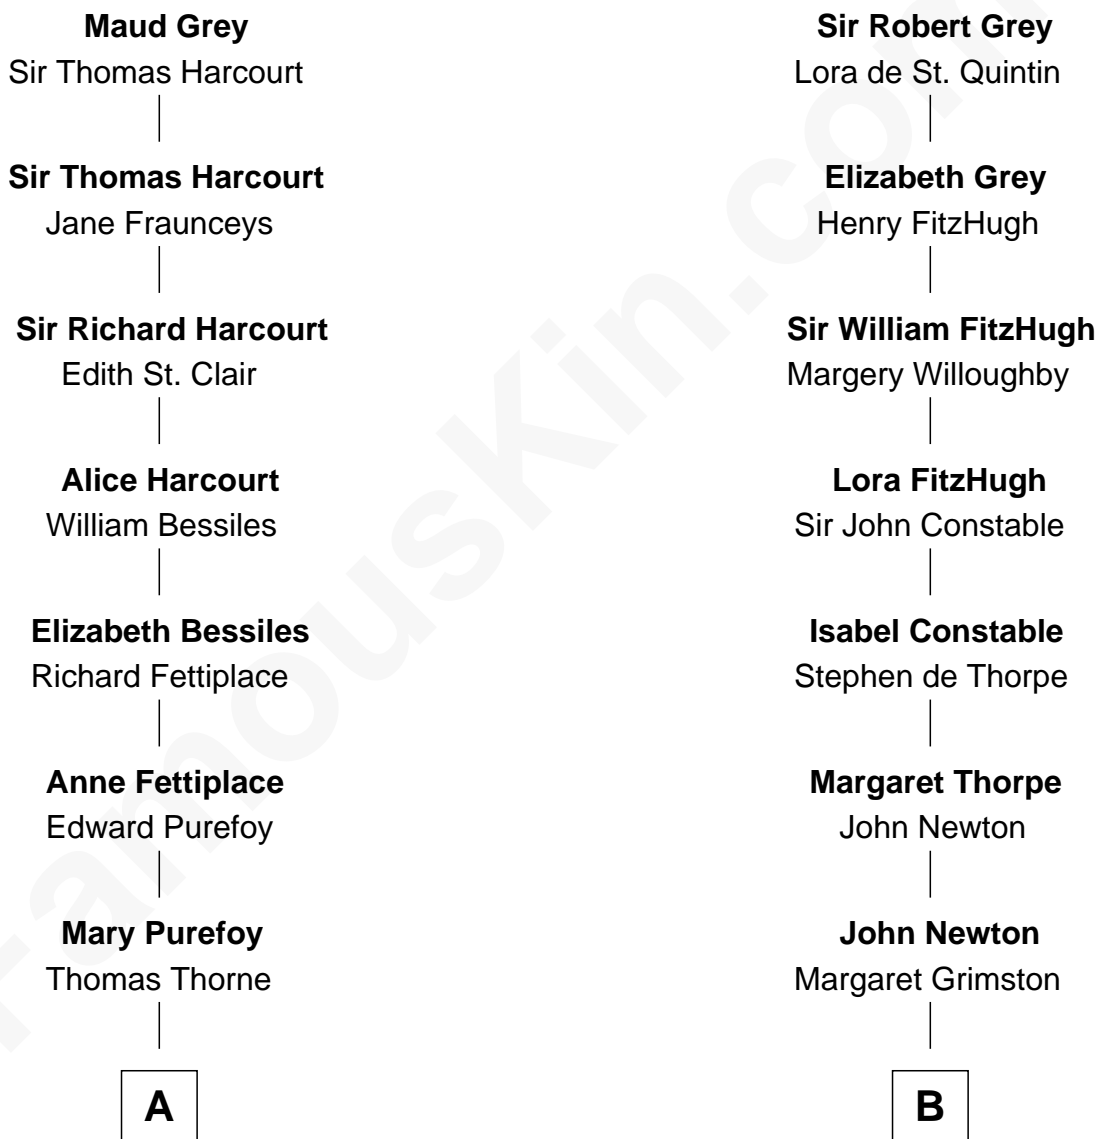 Maud Grey
Sir Thomas Harcourt
Sir Thomas Harcourt
Jane Fraunceys
Sir Richard Harcourt
Edith St. Clair
Alice Harcourt
William Bessiles
Elizabeth Bessiles
Richard Fettiplace
Anne Fettiplace
Edward Purefoy
Mary Purefoy
Thomas Thorne
A
Sir Robert Grey
Lora de St. Quintin
Elizabeth Grey
Henry FitzHugh
Sir William FitzHugh
Margery Willoughby
Lora FitzHugh
Sir John Constable
Isabel Constable
Stephen de Thorpe
Margaret Thorpe
John Newton
John Newton
Margaret Grimston
B
FamousKin.com